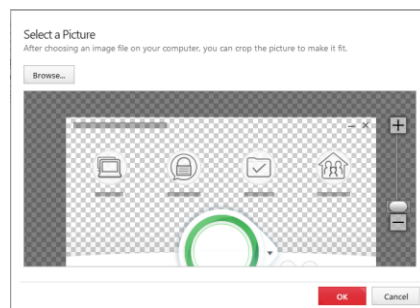 Select a Picture
After choosing an image file on your computer, you can crop the picture to make it fit.
Browse...
OK
Cancel